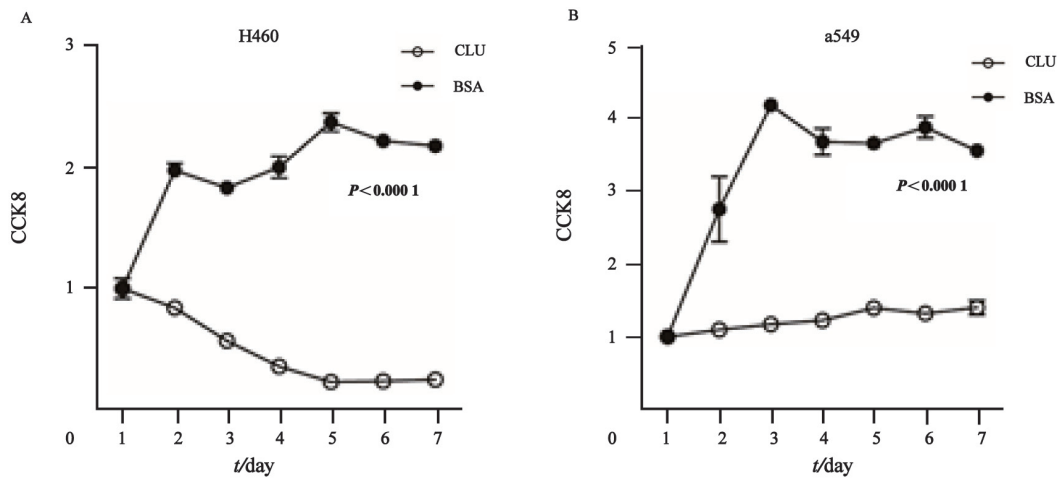 A
H460
CLU
BSA
3
2
1
0
CCK8
P<0.000 1
1 2 3 4 5 6 7
t/day
B
a549
CLU
BSA
5
4
3
2
1
0
CCK8
P<0.000 1
1 2 3 4 5 6 7
t/day